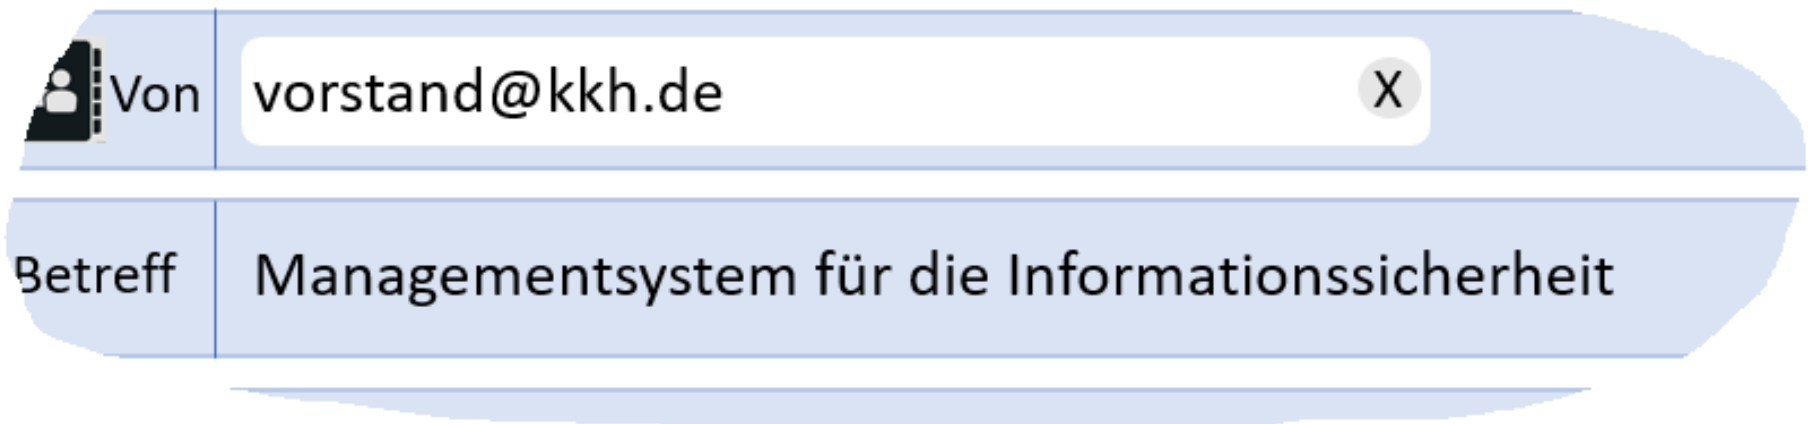 Von vorstand@kkh.de X
Betreff Managementsystem für die Informationssicherheit